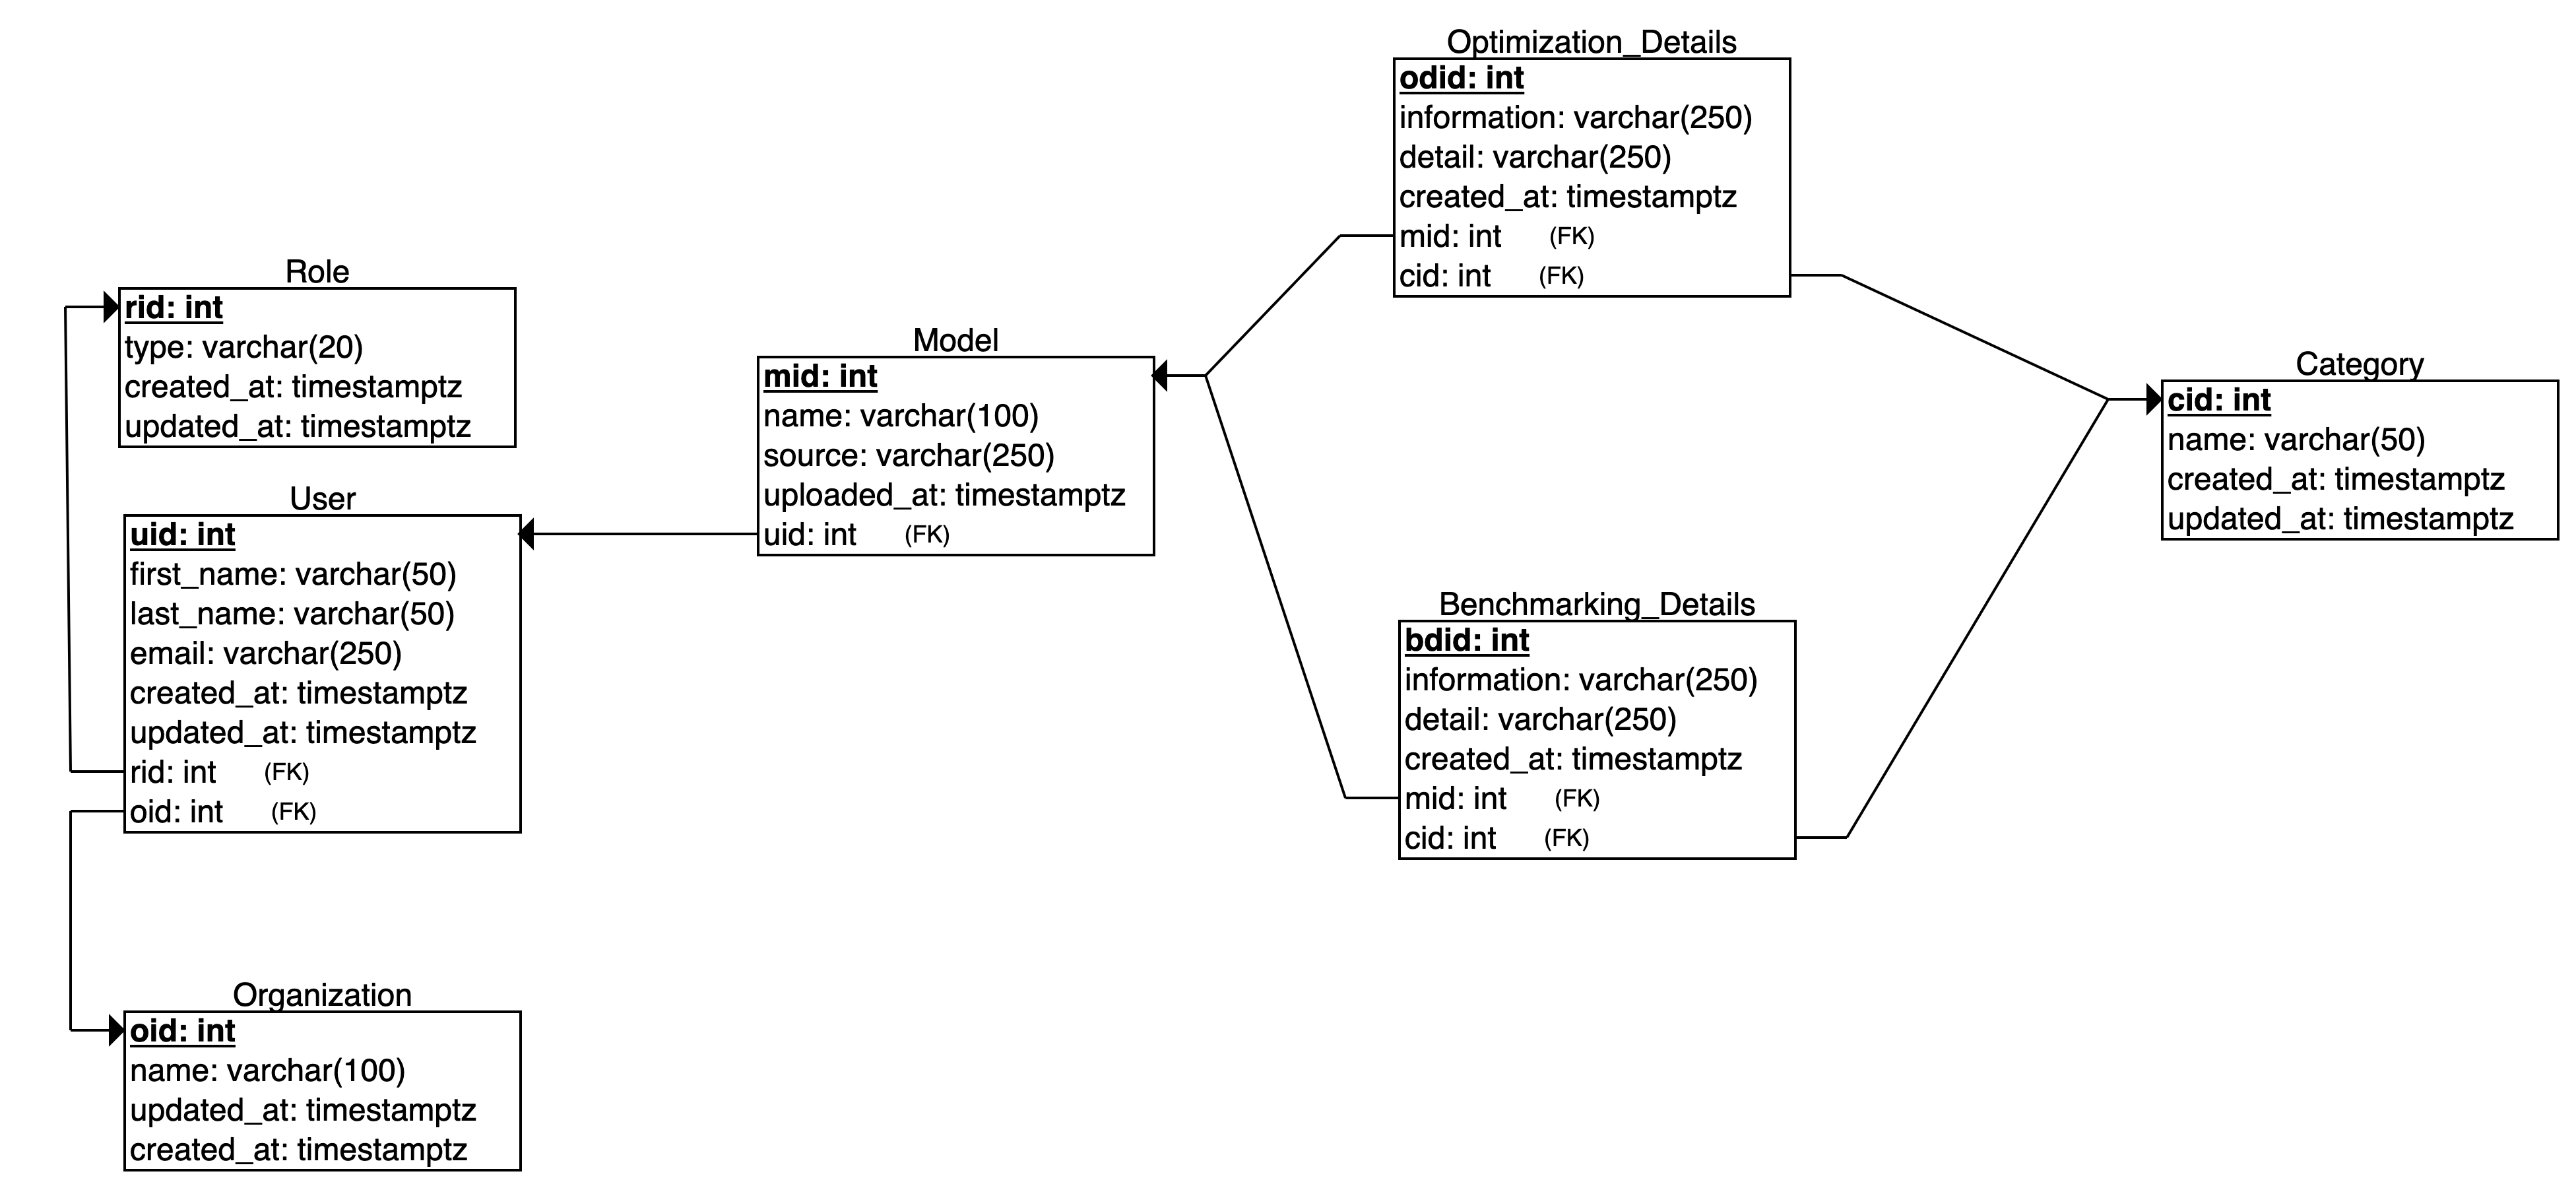 Role
rid: int
type: varchar(20)
created_at: timestamptz
updated_at: timestamptz
User
uid: int
first_name: varchar(50)
last_name: varchar(50)
email: varchar(250)
created_at: timestamptz
updated_at: timestamptz
rid: int (FK)
oid: int (FK)
Organization
oid: int
name: varchar(100)
updated_at: timestamptz
created_at: timestamptz
Model
mid: int
name: varchar(100)
source: varchar(250)
uploaded_at: timestamptz
uid: int (FK)
Optimization_Details
odid: int
information: varchar(250)
detail: varchar(250)
created_at: timestamptz
mid: int (FK)
cid: int (FK)
Benchmarking_Details
bdid: int
information: varchar(250)
detail: varchar(250)
created_at: timestamptz
mid: int (FK)
cid: int (FK)
Category
cid: int
name: varchar(50)
created_at: timestamptz
updated_at: timestamptz